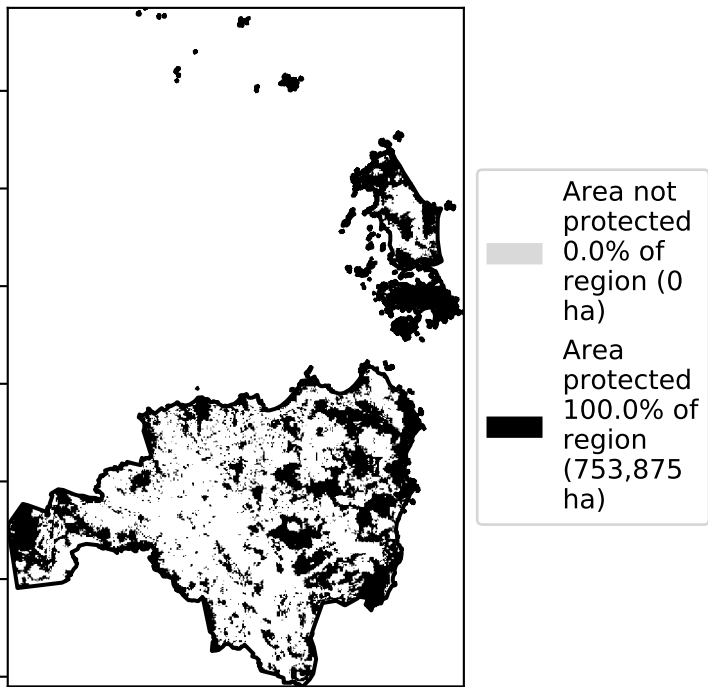 Area not
protected
0.0% of
region (0
ha)
Area
protected
100.0% of
region
(753,875
ha)